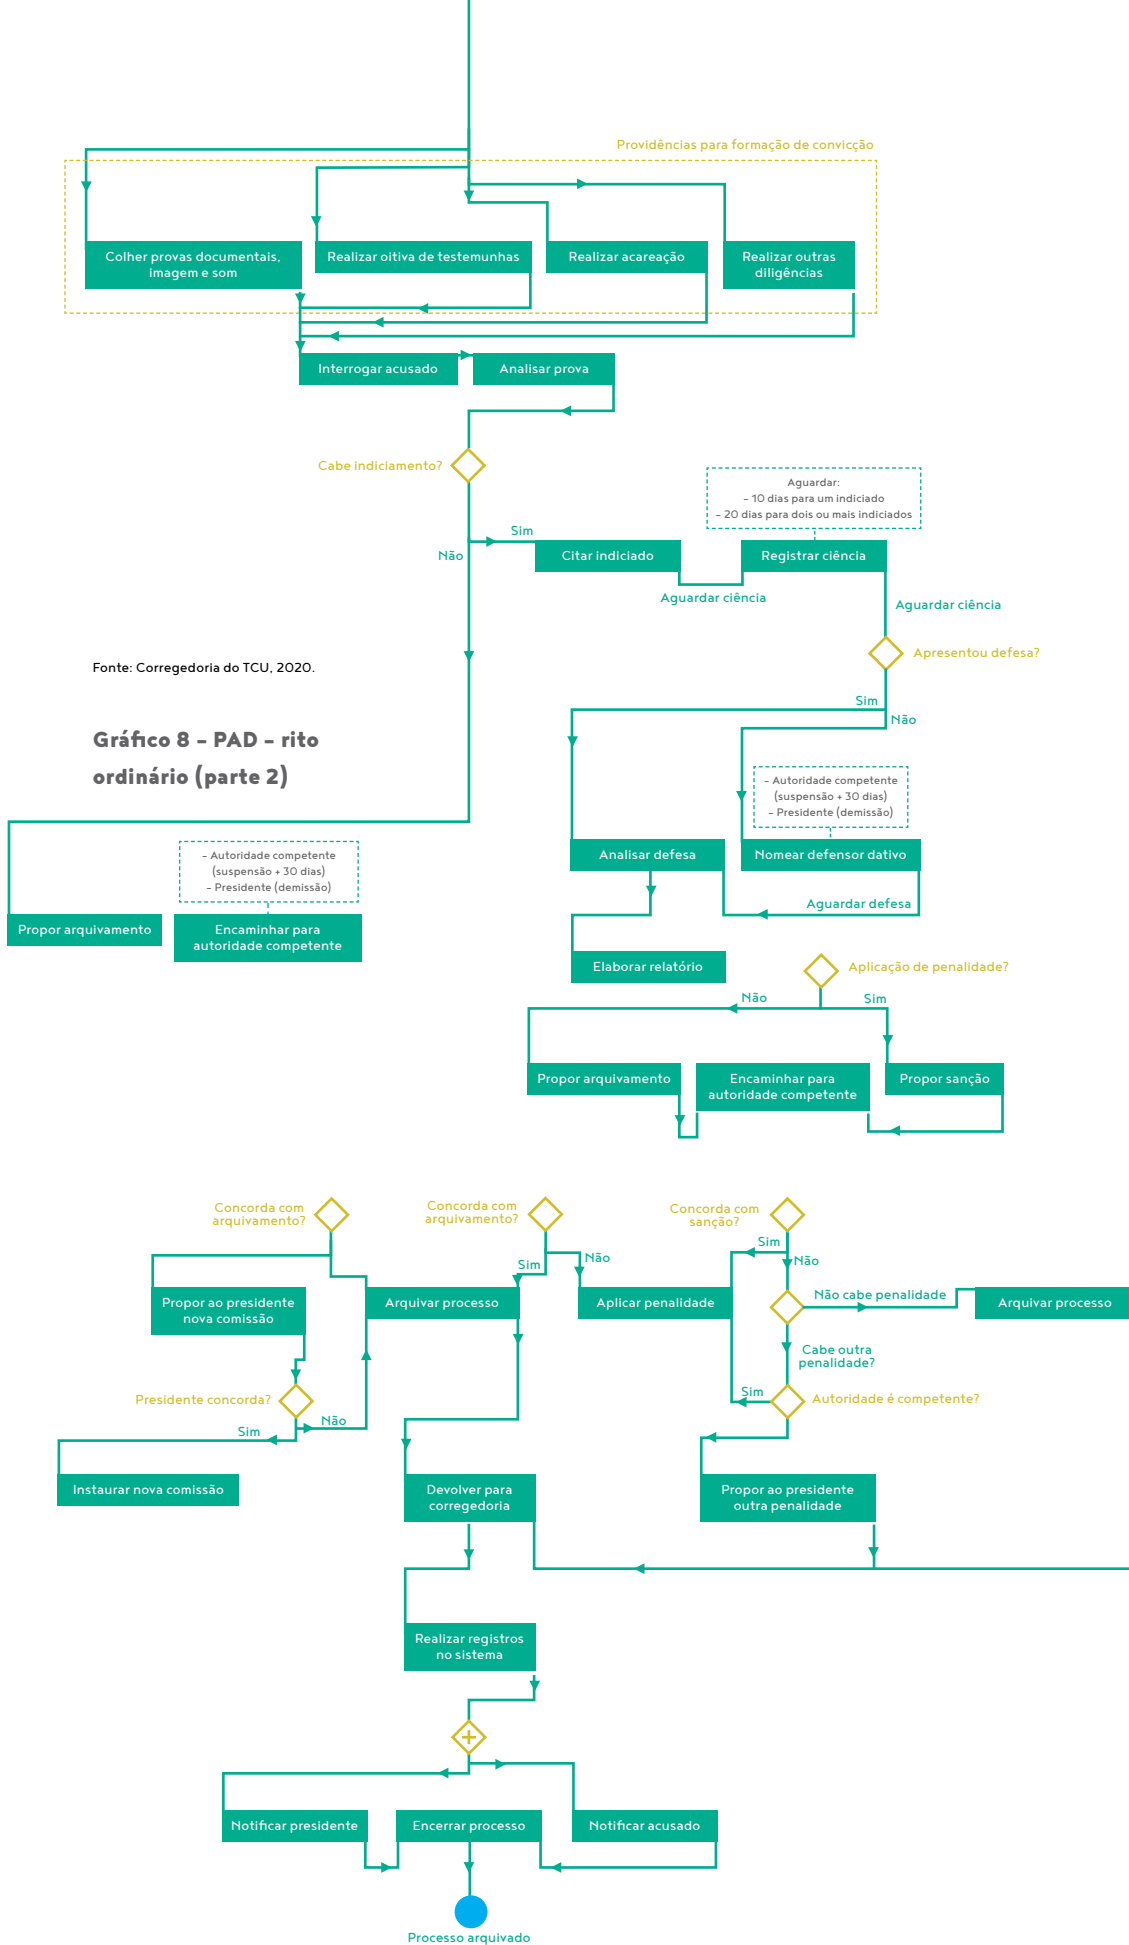 Providências para formação de convicção
Colher provas documentais,
imagem e som
Realizar oitiva de testemunhas
Realizar acareação
Realizar outras
diligências
Interrogar acusado
Analisar prova
Cabe indiciamento?
Aguardar:
– 10 dias para um indiciado
– 20 dias para dois ou mais indiciados
Sim
Não
Citar indiciado
Registrar ciência
Aguardar ciência
Aguardar ciência
Apresentou defesa?
Fonte: Corregedoria do TCU, 2020.
Sim
Não
Gráfico 8 – PAD – rito
ordinário (parte 2)
– Autoridade competente
(suspensão + 30 dias)
– Presidente (demissão)
Analisar defesa
Nomear defensor dativo
– Autoridade competente
(suspensão + 30 dias)
– Presidente (demissão)
Aguardar defesa
Propor arquivamento
Encaminhar para
autoridade competente
Elaborar relatório
Aplicação de penalidade?
Não
Sim
Propor arquivamento
Encaminhar para
autoridade competente
Propor sanção
Concorda com
arquivamento?
Concorda com
arquivamento?
Concorda com
sanção?
Sim
Não
Sim
Não
Não cabe penalidade
Propor ao presidente
nova comissão
Arquivar processo
Aplicar penalidade
Arquivar processo
Cabe outra
penalidade?
Presidente concorda?
Sim
Autoridade é competente?
Não
Sim
Instaurar nova comissão
Devolver para
corregedoria
Propor ao presidente
outra penalidade
Realizar registros
no sistema
Notificar presidente
Encerrar processo
Notificar acusado
Processo arquivado